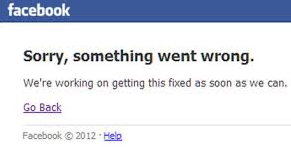 facebook
Sorry, something went wrong.
We're working on getting this fixed as soon as we can.
Go Back
Facebook © 2012 · Help